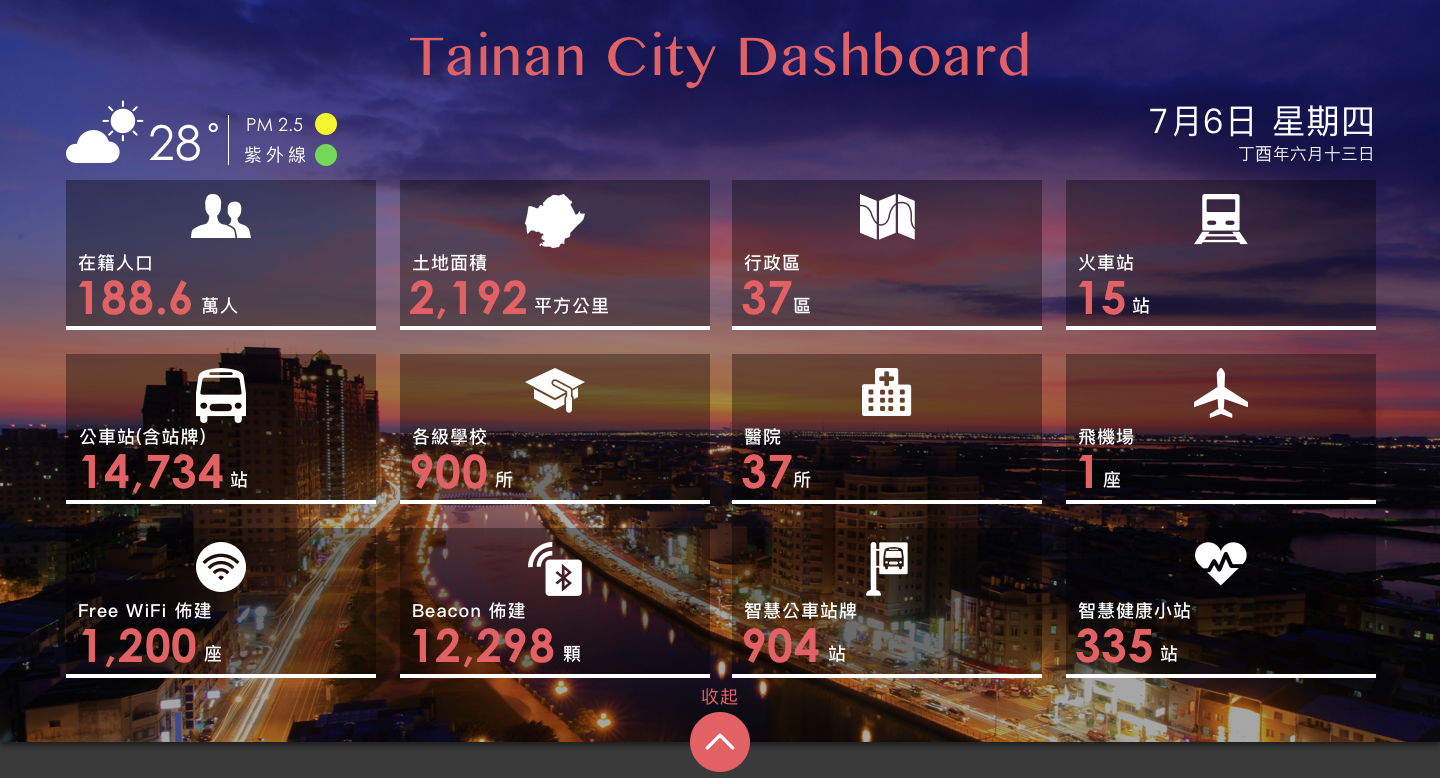 Tainan City Dashboard
28°
PM 2.5
紫外線
7月6日 星期四
丁酉年六月十三日
在籍人口
188.6 萬人
土地面積
2,192 平方公里
行政區
37 區
火車站
15 站
公車站(含站牌)
14,734 站
各級學校
900 所
醫院
37 所
飛機場
1 座
Free WiFi 佈建
1,200 座
Beacon 佈建
12,298 顆
智慧公車站牌
904 站
智慧健康小站
335 站
收起